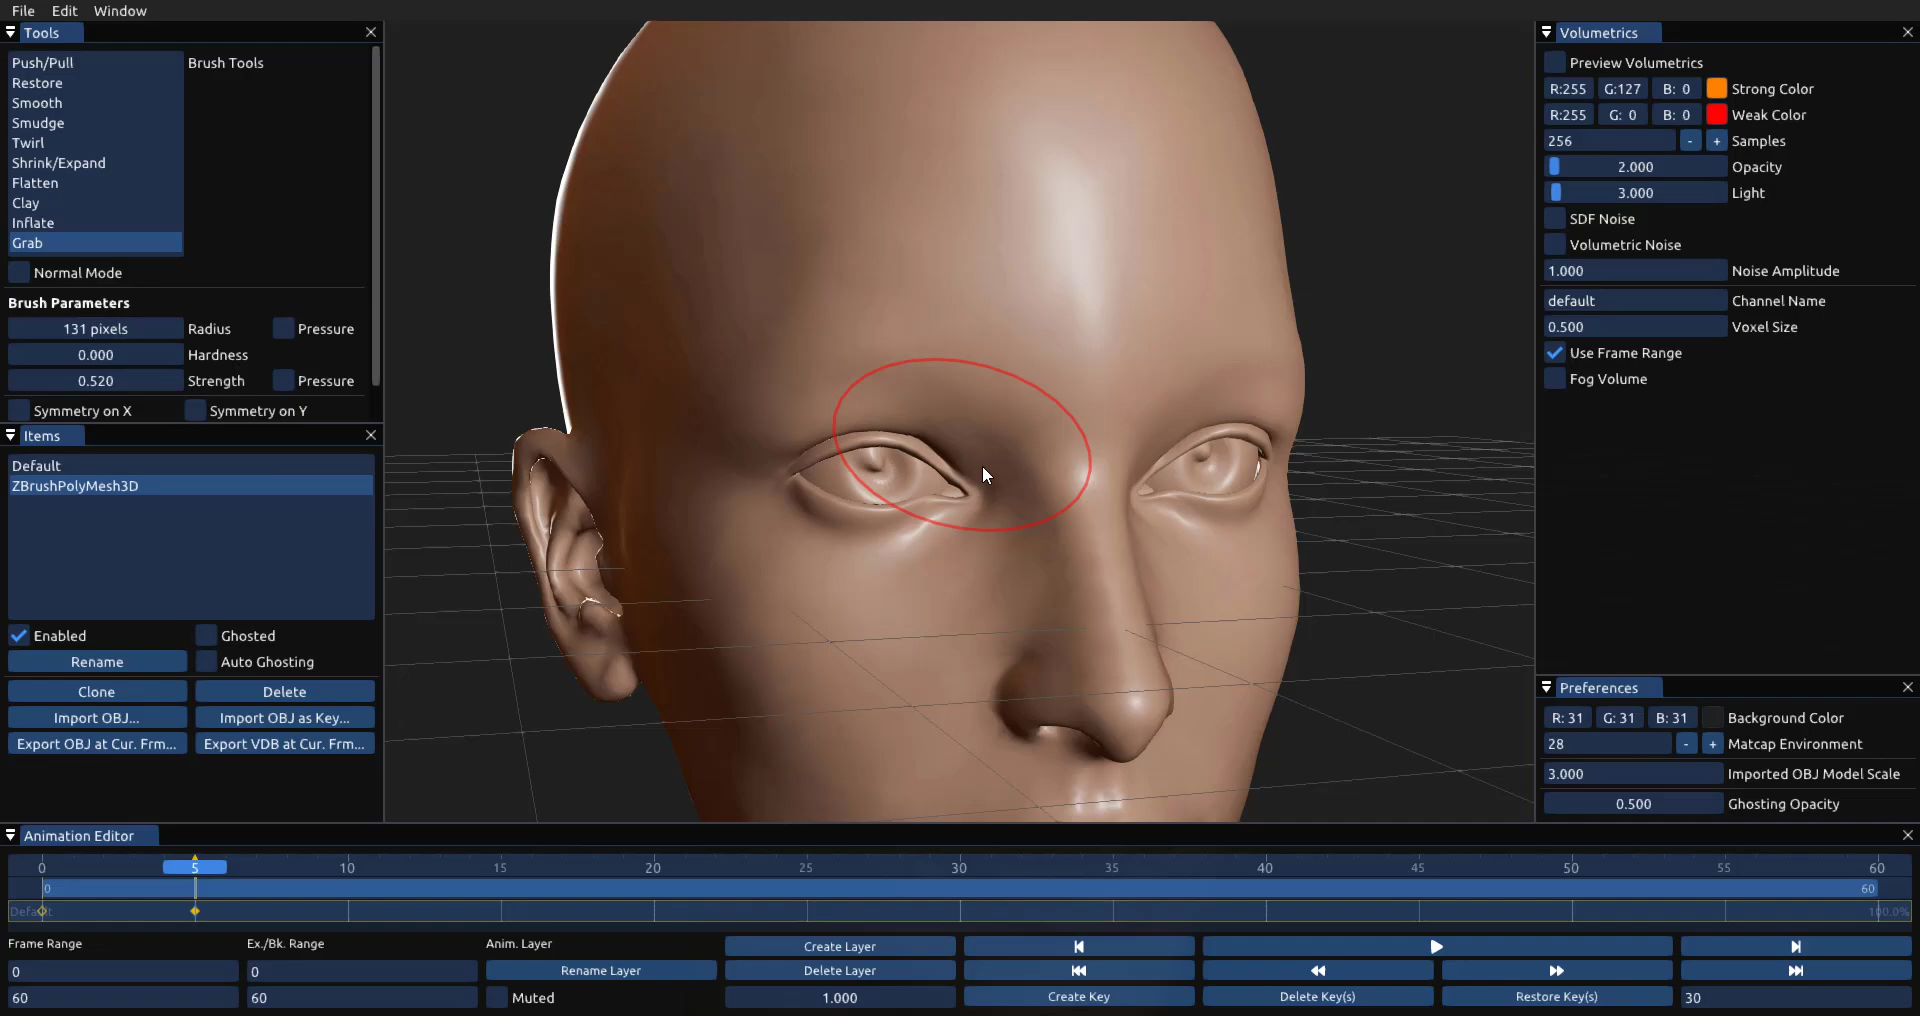 File Edit Window
Tools
Push/Pull
Brush Tools
Restore
Smooth
Smudge
Twirl
Shrink/Expand
Flatten
Clay
Inflate
Grab
Normal Mode
Brush Parameters
131 pixels Radius Pressure
0.000 Hardness
0.520 Strength Pressure
Symmetry on X Symmetry on Y
Items
Default
ZBrushPolyMesh3D
Enabled Ghosted
Rename Auto Ghosting
Clone Delete
Import OBJ... Import OBJ as Key...
Export OBJ at Cur. Frm... Export VDB at Cur. Frm...
Volumetrics
Preview Volumetrics
R:255 G:127 B: 0 Strong Color
R:255 G: 0 B: 0 Weak Color
256 - + Samples
2.000 Opacity
3.000 Light
SDF Noise
Volumetric Noise
1.000 Noise Amplitude
default Channel Name
0.500 Voxel Size
Use Frame Range
Fog Volume
Preferences
R: 31 G: 31 B: 31 Background Color
28 - + Matcap Environment
3.000 Imported OBJ Model Scale
0.500 Ghosting Opacity
Animation Editor
0 5 10 15 20 25 30 35 40 45 50 55 60
0 60
Default 100.0%
Frame Range Ex./Bk. Range Anim. Layer Create Layer
0 0 Rename Layer Delete Layer
60 60 Muted 1.000 Create Key Delete Key(s) Restore Key(s) 30